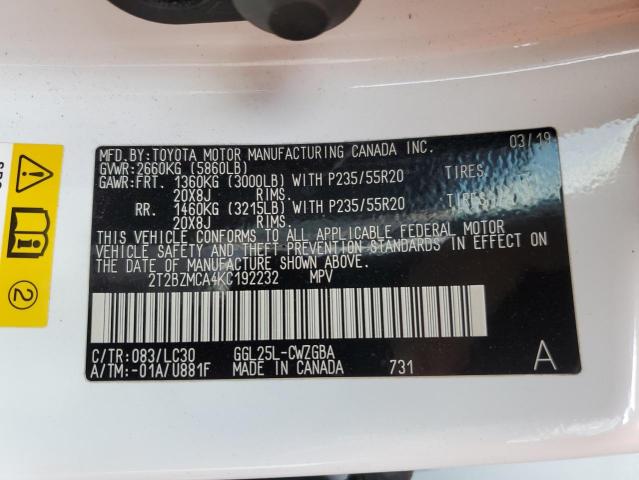 MFD.BY:TOYOTA MOTOR MANUFACTURING CANADA INC. 03/19
GVWR:2660KG (5860LB)
GAWR:FRT. 1360KG (3000LB) WITH P235/55R20 TIRES,
20X8J RIMS.
RR. 1460KG (3215LB) WITH P235/55R20 TIRES,
20X8J RIMS.
THIS VEHICLE CONFORMS TO ALL APPLICABLE FEDERAL MOTOR
VEHICLE SAFETY AND THEFT PREVENTION STANDARDS IN EFFECT
ON THE DATE OF MANUFACTURE SHOWN ABOVE.
2T2BZMCA4KC192232 MPV
C/TR:083/LC30 GGL25L-CWZGBA
A/TM:-01A/U881F MADE IN CANADA 731 A
2